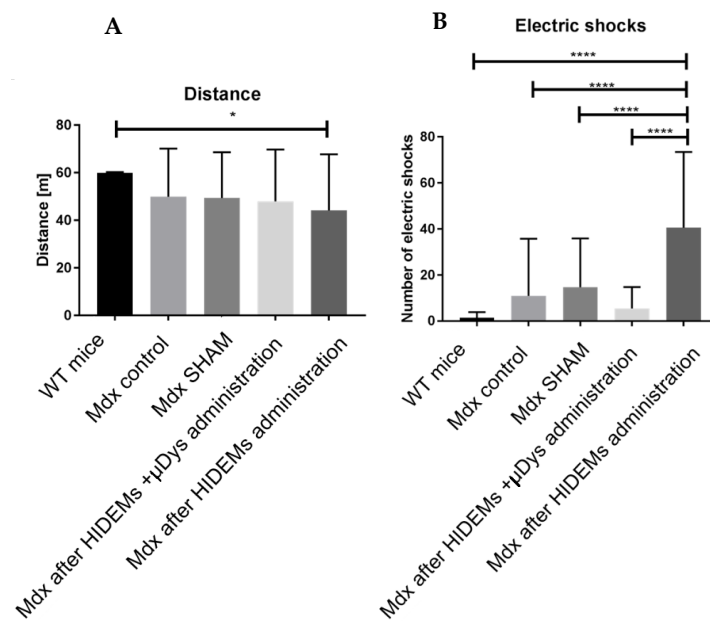 A
Distance
*
Distance [m]
80
60
40
20
0
WT mice
Mdx control
Mdx SHAM
Mdx after HIDEMs +µDys administration
Mdx after HIDEMs administration
B
Electric shocks
****
****
****
****
Number of electric shocks
80
60
40
20
0
WT mice
Mdx control
Mdx SHAM
Mdx after HIDEMs +µDys administration
Mdx after HIDEMs administration